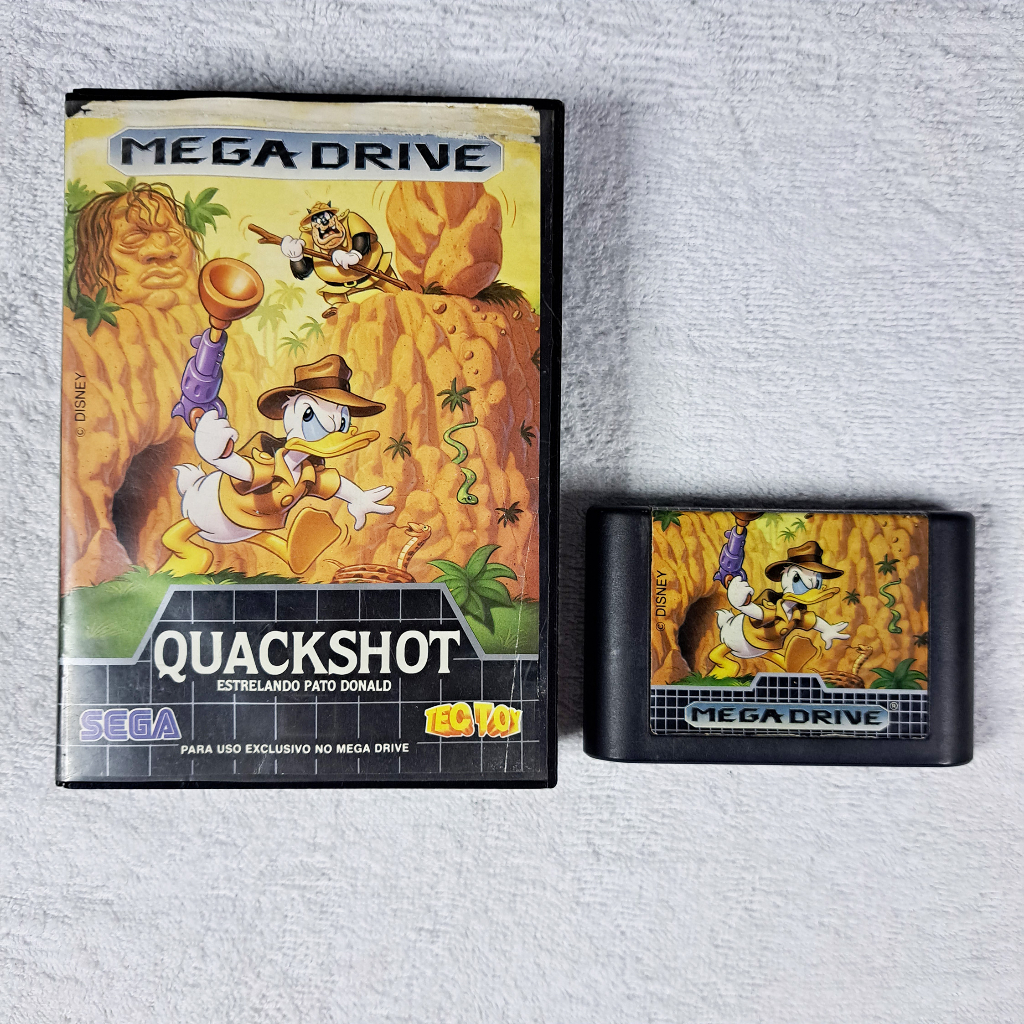 MEGA DRIVE
© DISNEY
QUACKSHOT
ESTRELANDO PATO DONALD
SEGA
TEC TOY
PARA USO EXCLUSIVO NO MEGA DRIVE
© DISNEY
MEGA DRIVE®